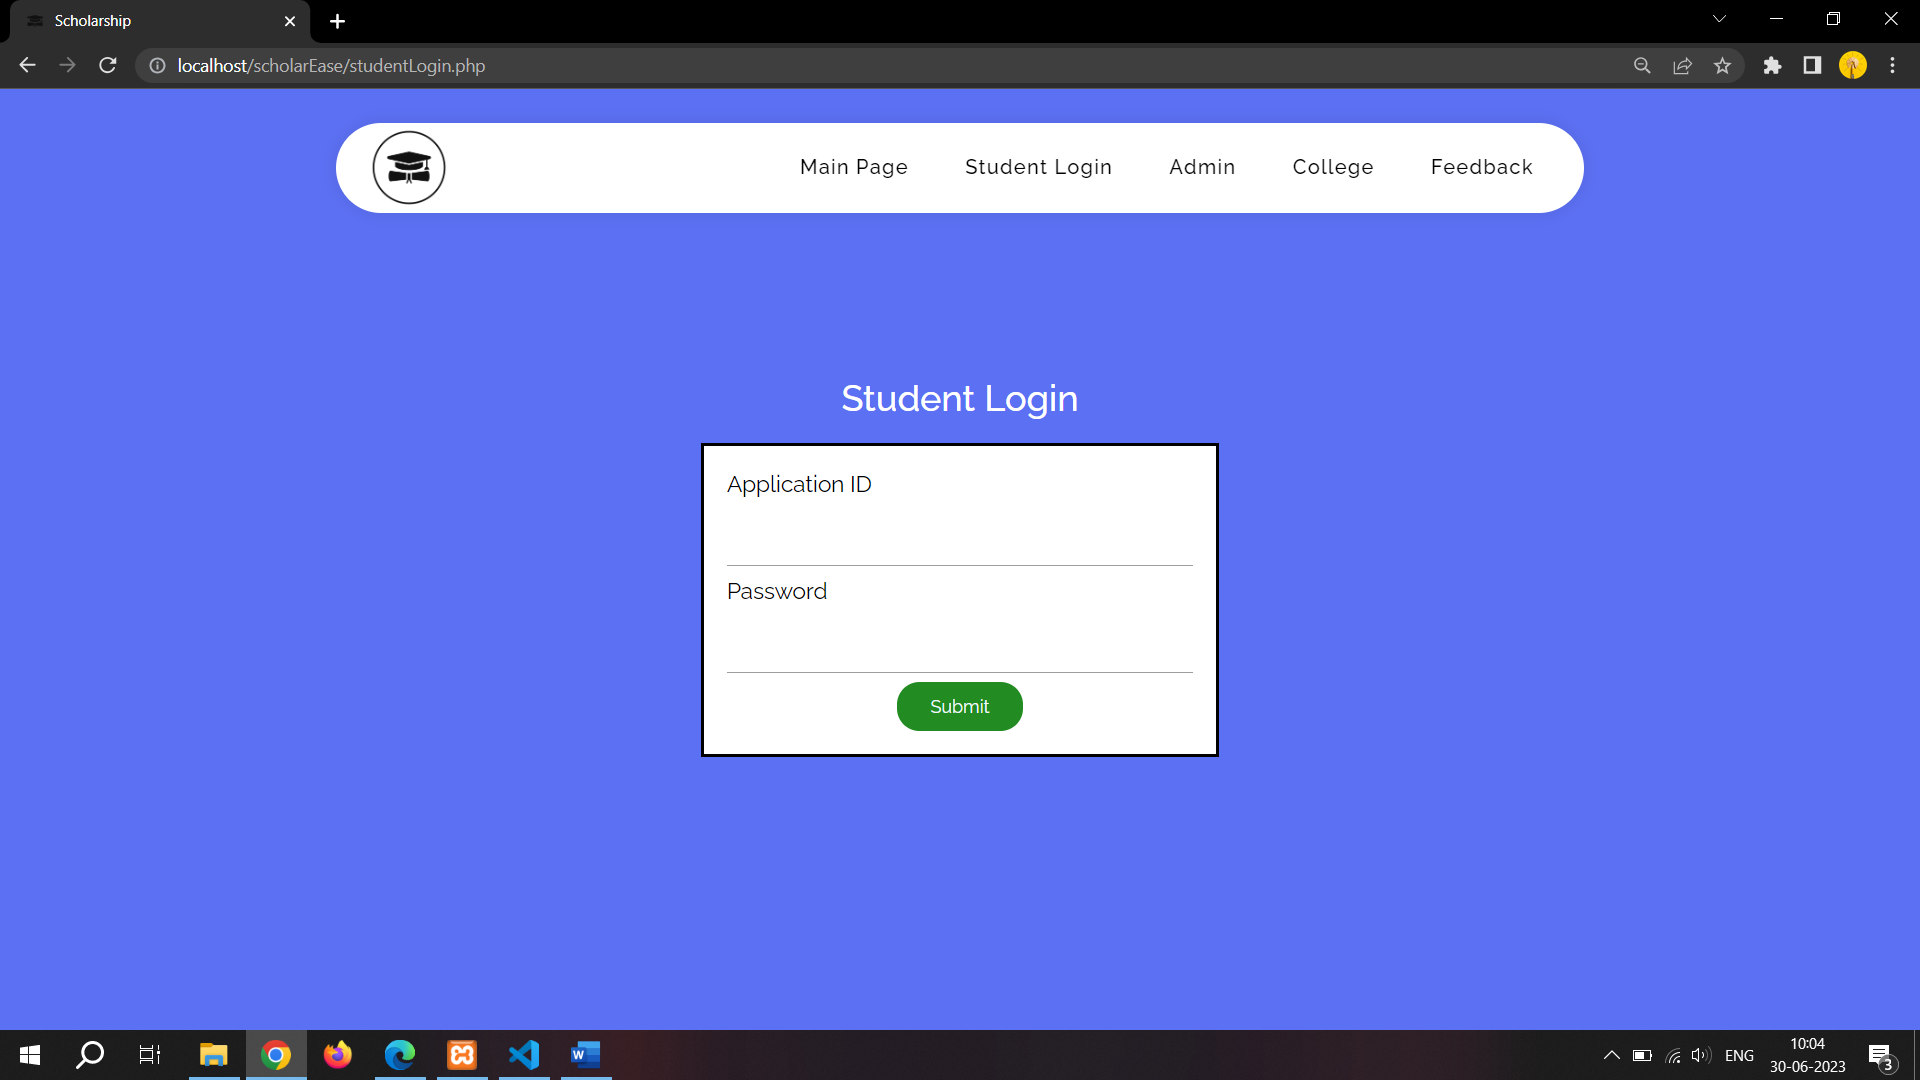 Scholarship
localhost/scholarEase/studentLogin.php
Main Page Student Login Admin College Feedback
Student Login
Application ID
Password
Submit
W
ENG
10:04
30-06-2023
3